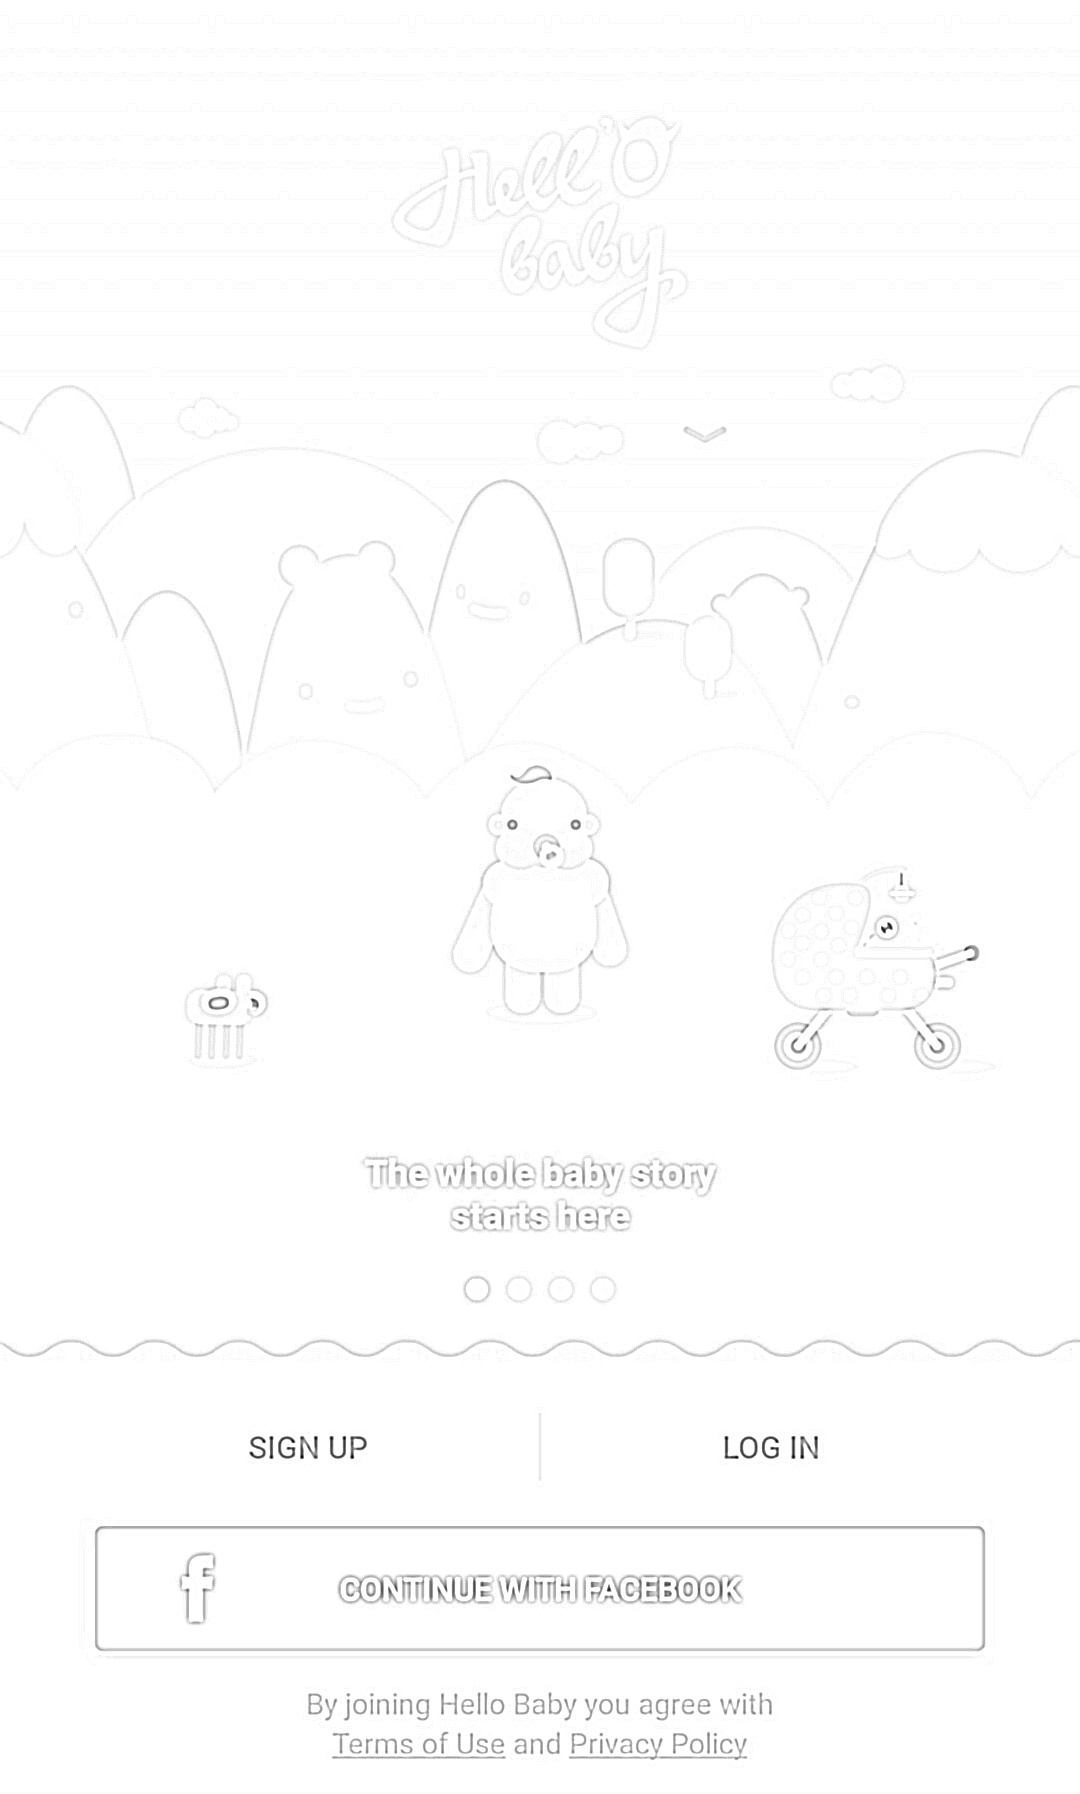 Hell'O
baby
The whole baby story
starts here
SIGN UP
LOG IN
f
CONTINUE WITH FACEBOOK
By joining Hello Baby you agree with
Terms of Use and Privacy Policy